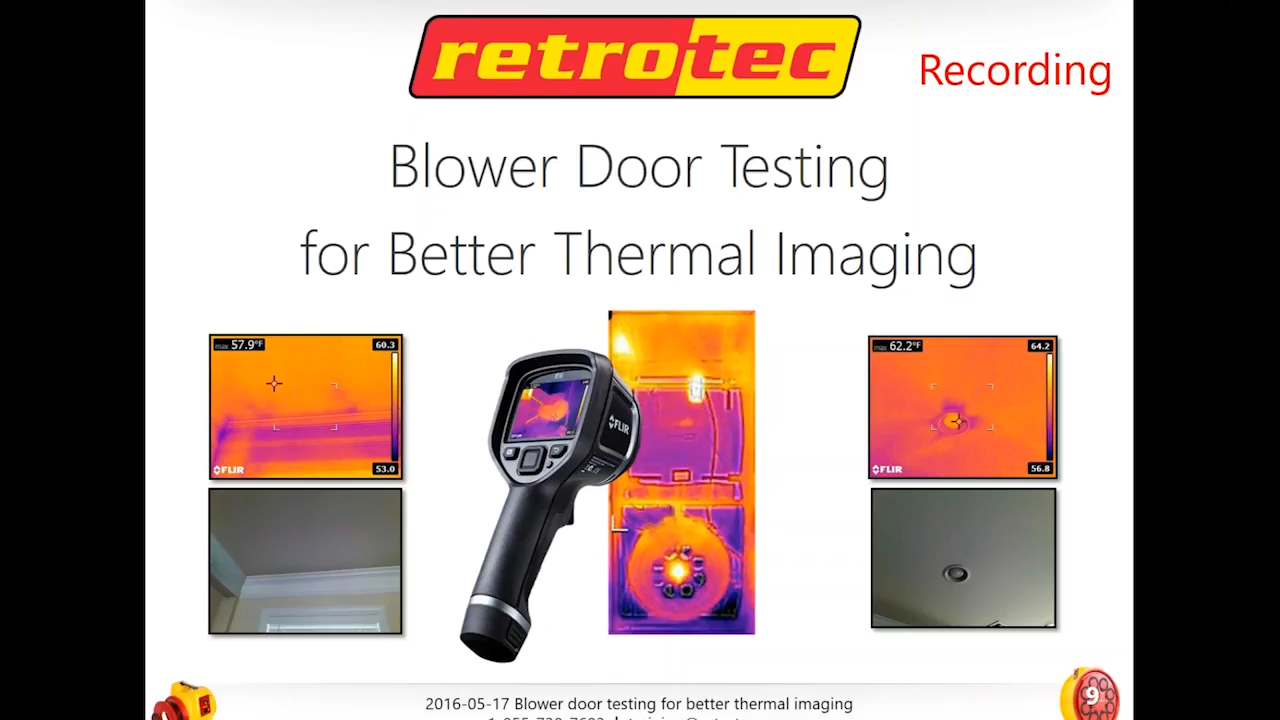 retrotec
Recording
Blower Door Testing
for Better Thermal Imaging
max 57.9°F
60.3
53.0
FLIR
FLIR
max 62.2°F
64.2
56.8
FLIR
2016-05-17 Blower door testing for better thermal imaging
9